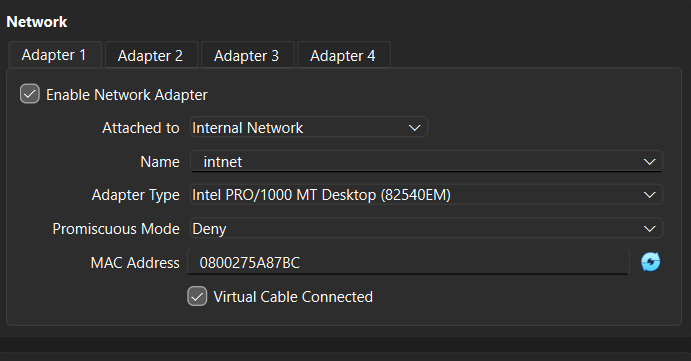 Network
Adapter 1 Adapter 2 Adapter 3 Adapter 4
Enable Network Adapter
Attached to Internal Network
Name intnet
Adapter Type Intel PRO/1000 MT Desktop (82540EM)
Promiscuous Mode Deny
MAC Address 0800275A87BC
Virtual Cable Connected